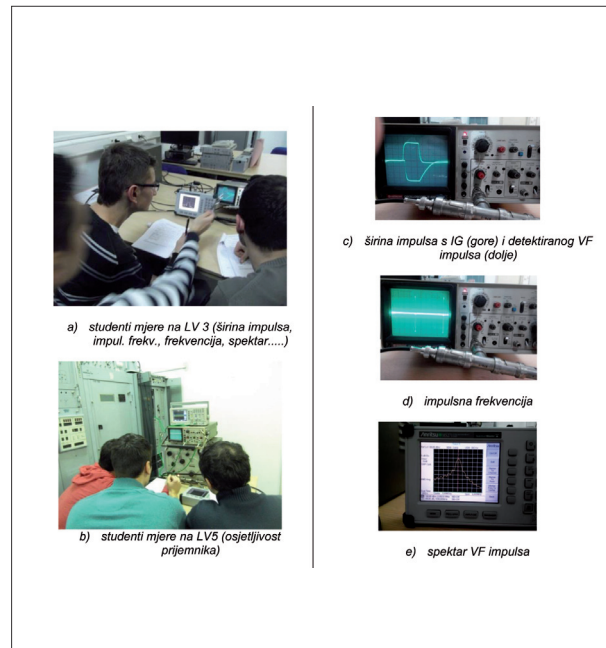 a) studenti mjere na LV 3 (širina impulsa,
impul. frekv., frekvencija, spektar.....)
b) studenti mjere na LV5 (osjetljivost
prijemnika)
c) širina impulsa s IG (gore) i detektiranog VF
impulsa (dolje)
d) impulsna frekvencija
e) spektar VF impulsa